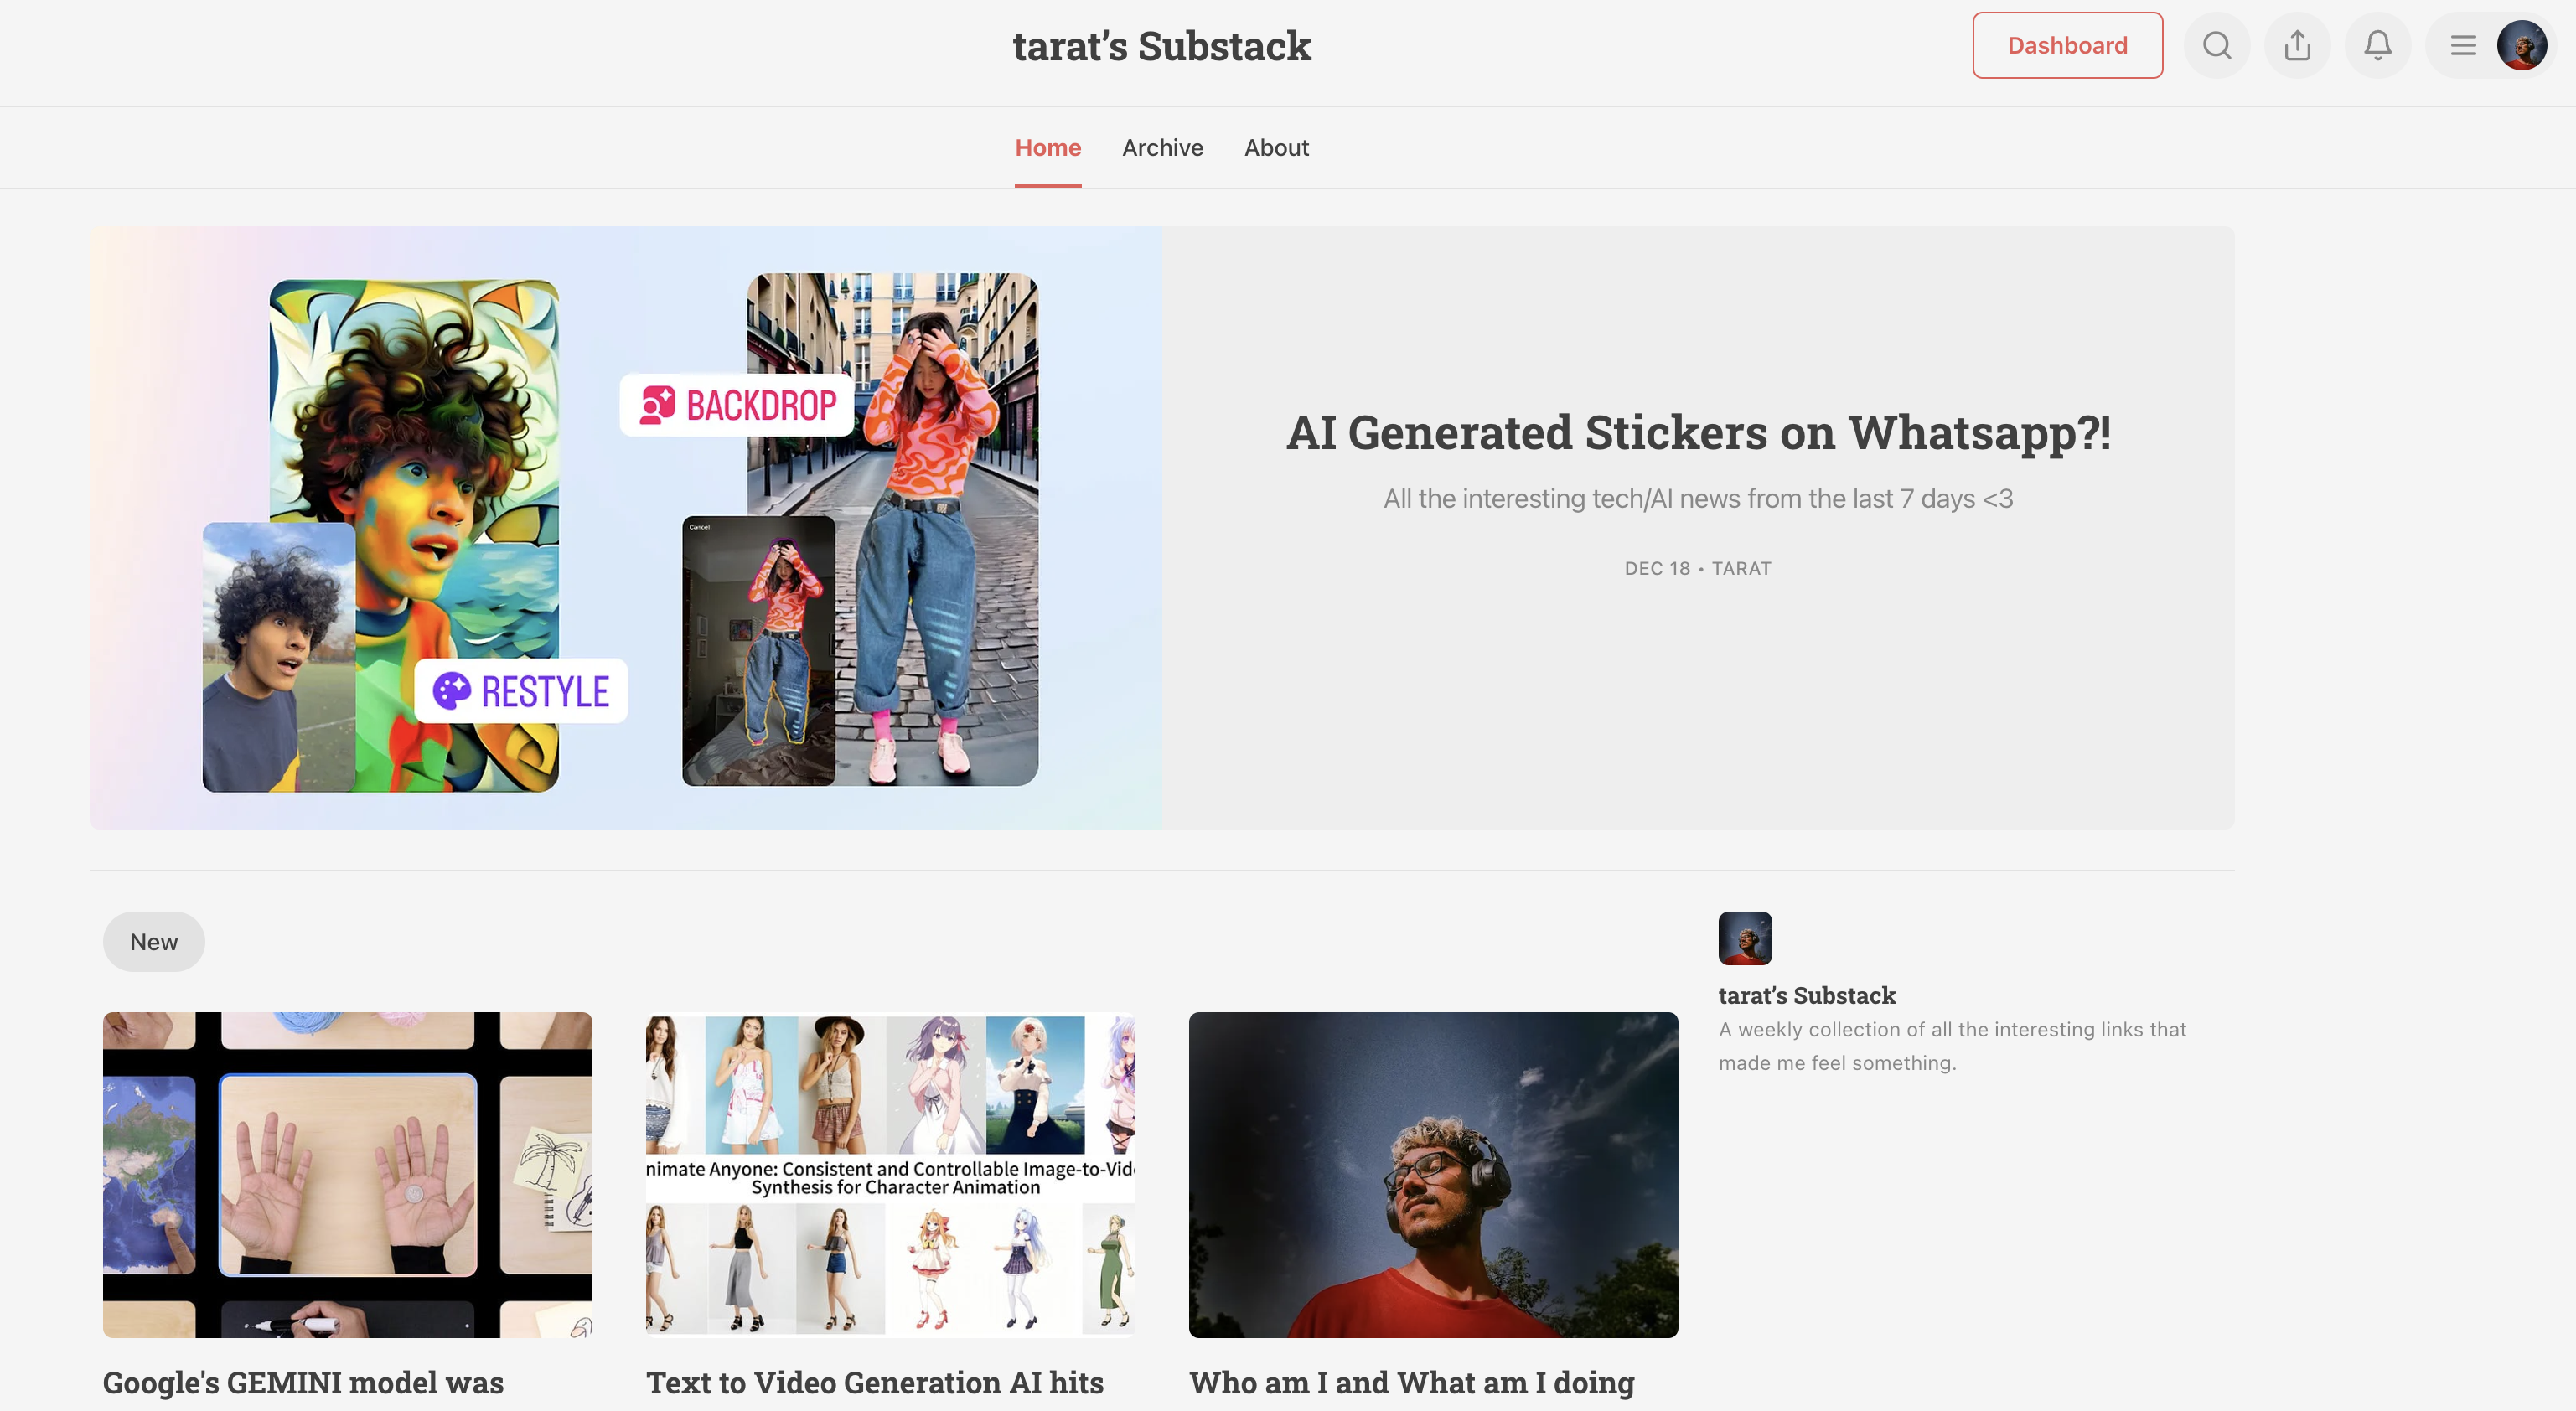 tarat’s Substack
Dashboard
Home
Archive
About
BACKDROP
Cancel
RESTYLE
AI Generated Stickers on Whatsapp?!
All the interesting tech/AI news from the last 7 days <3
DEC 18 • TARAT
New
nimate Anyone: Consistent and Controllable Image-to-Vide
Synthesis for Character Animation
tarat’s Substack
A weekly collection of all the interesting links that
made me feel something.
Google's GEMINI model was
Text to Video Generation AI hits
Who am I and What am I doing